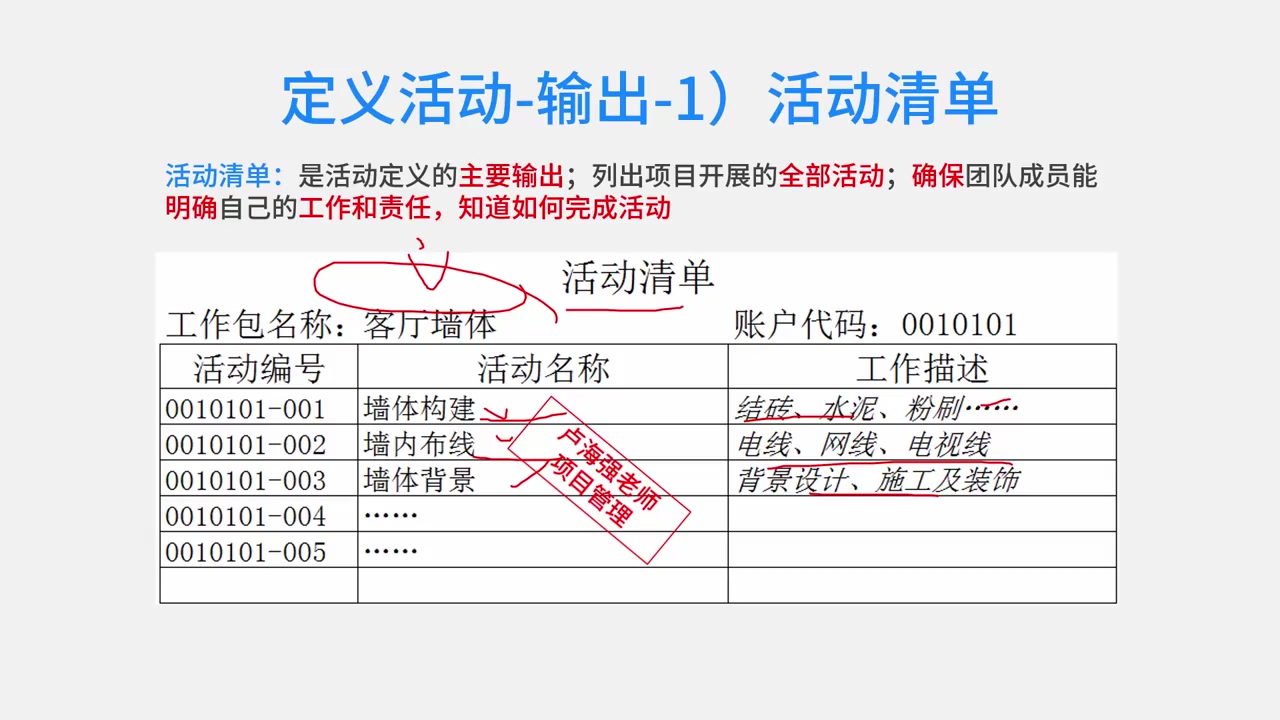 定义活动-输出-1）活动清单
活动清单：是活动定义的主要输出；列出项目开展的全部活动；确保团队成员能
明确自己的工作和责任，知道如何完成活动
活动清单
工作包名称：客厅墙体 账户代码：0010101
活动编号 活动名称 工作描述
0010101-001 墙体构建 结砖、水泥、粉刷……
0010101-002 墙内布线 电线、网线、电视线
0010101-003 墙体背景 背景设计、施工及装饰
0010101-004 ……
0010101-005 ……
卢海强老师
项目管理